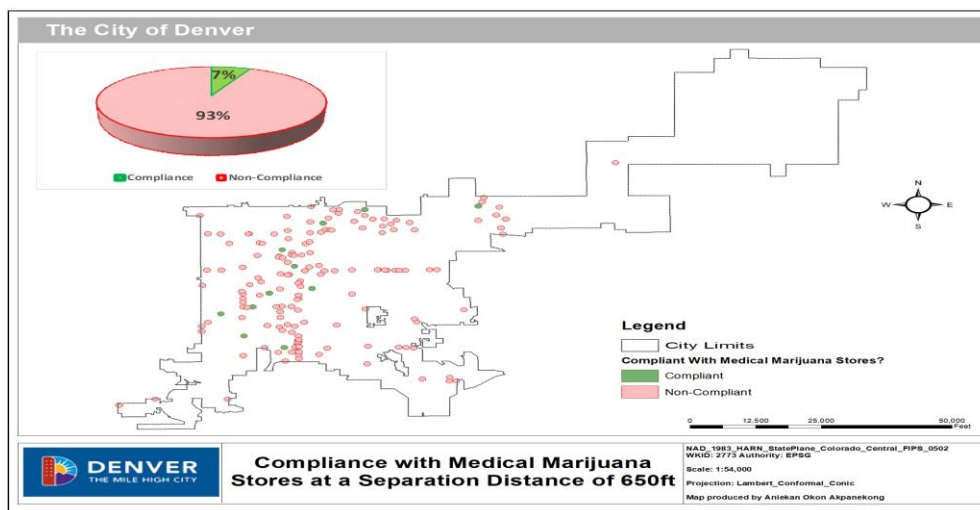 The City of Denver
7%
93%
Compliance Non-Compliance
N
W E
S
Legend
City Limits
Compliant With Medical Marijuana Stores?
Compliant
Non-Compliant
0 12,500 25,000 50,000
Feet
DENVER
THE MILE HIGH CITY
Compliance with Medical Marijuana
Stores at a Separation Distance of 650ft
NAD_1983_HARN_StatePlane_Colorado_Central_FIPS_0502
WKID: 2773 Authority: EPSG
Scale: 1:54,000
Projection: Lambert_Conformal_Conic
Map produced by Aniekan Okon Akpanekong